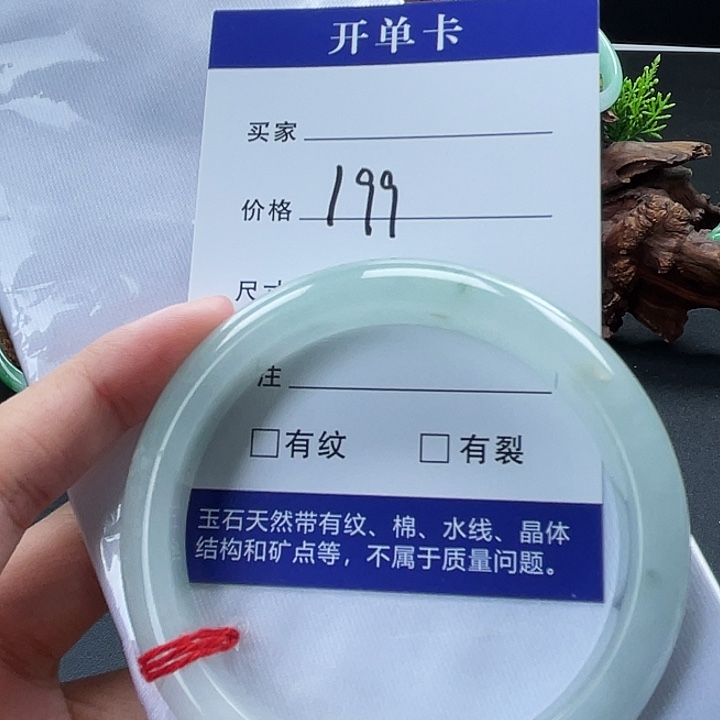 开单卡
买家
价格 199
尺
注
有纹 有裂
玉石天然带有纹、棉、水线、晶体
结构和矿点等，不属于质量问题。